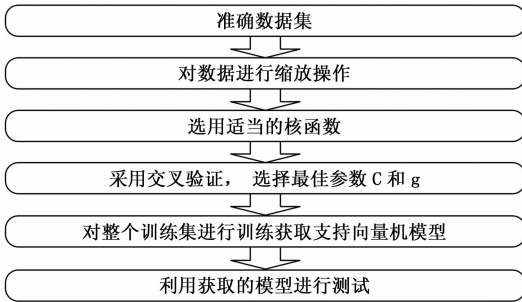 准确数据集
对数据进行缩放操作
选用适当的核函数
采用交叉验证， 选择最佳参数 C 和 g
对整个训练集进行训练获取支持向量机模型
利用获取的模型进行测试